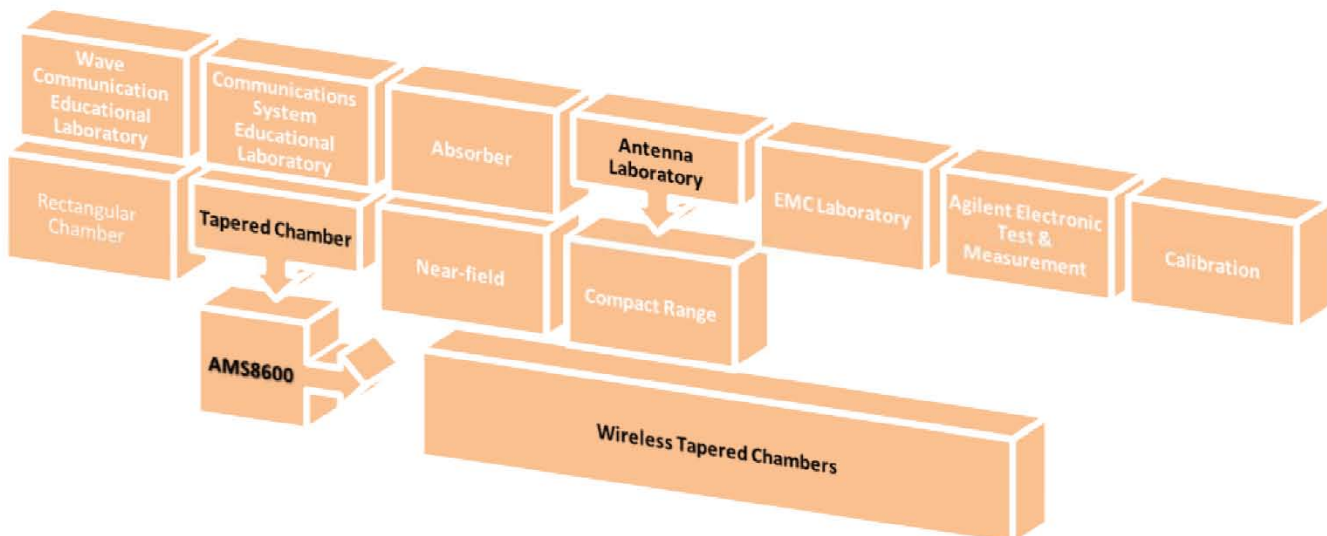 Wave
Communication
Educational
Laboratory
Communications
System
Educational
Laboratory
Absorber
Antenna
Laboratory
EMC Laboratory
Agilent Electronic
Test &
Measurement
Calibration
Rectangular
Chamber
Tapered Chamber
Near-field
Compact Range
AMS8600
Wireless Tapered Chambers